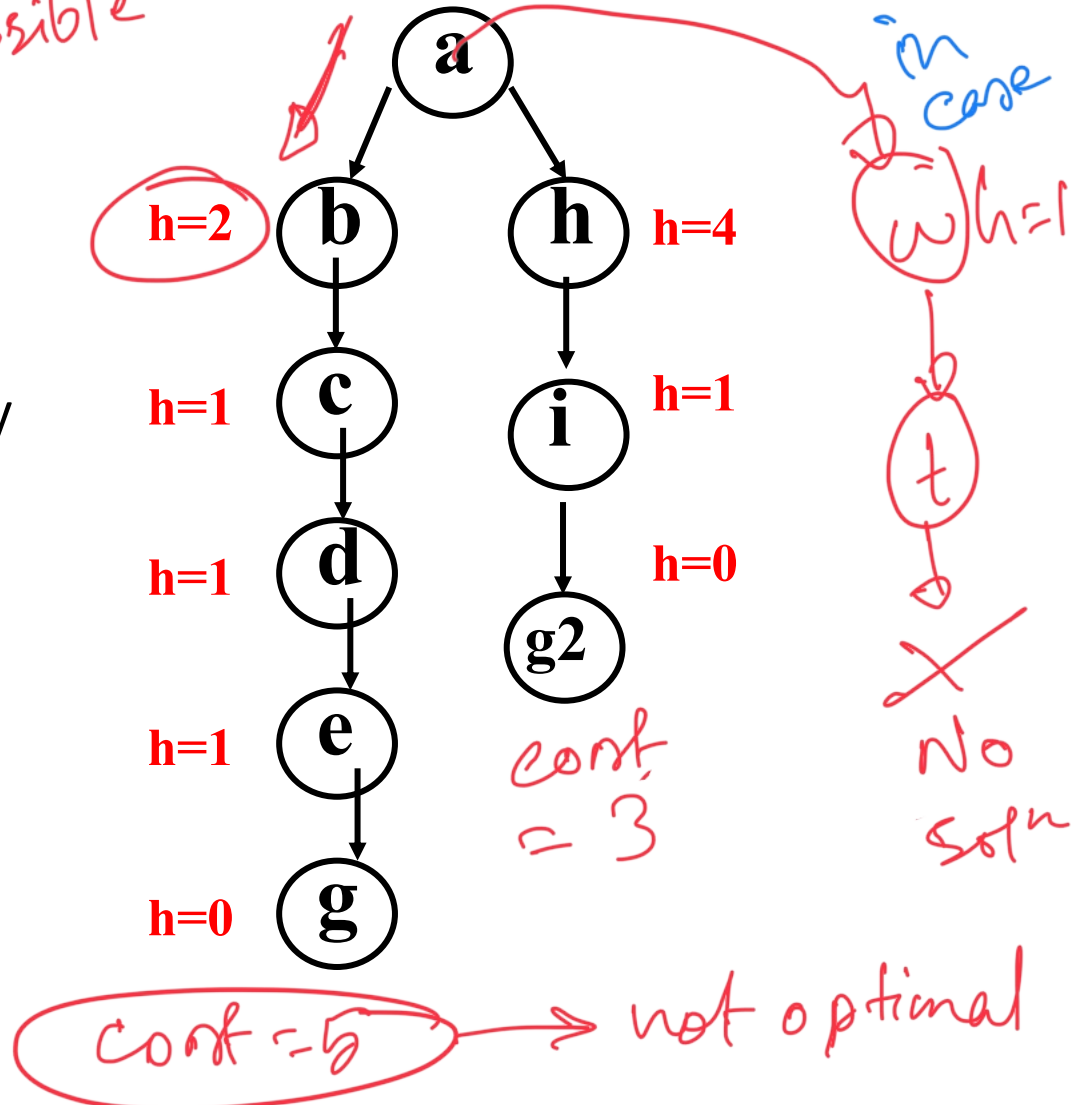 a
in
case
h=2
b
h
h=4
w
h=1
h=1
c
i
h=1
t
h=1
d
h=0
g2
h=1
e
cost
= 3
No
soln
h=0
g
cost = 5
not optimal